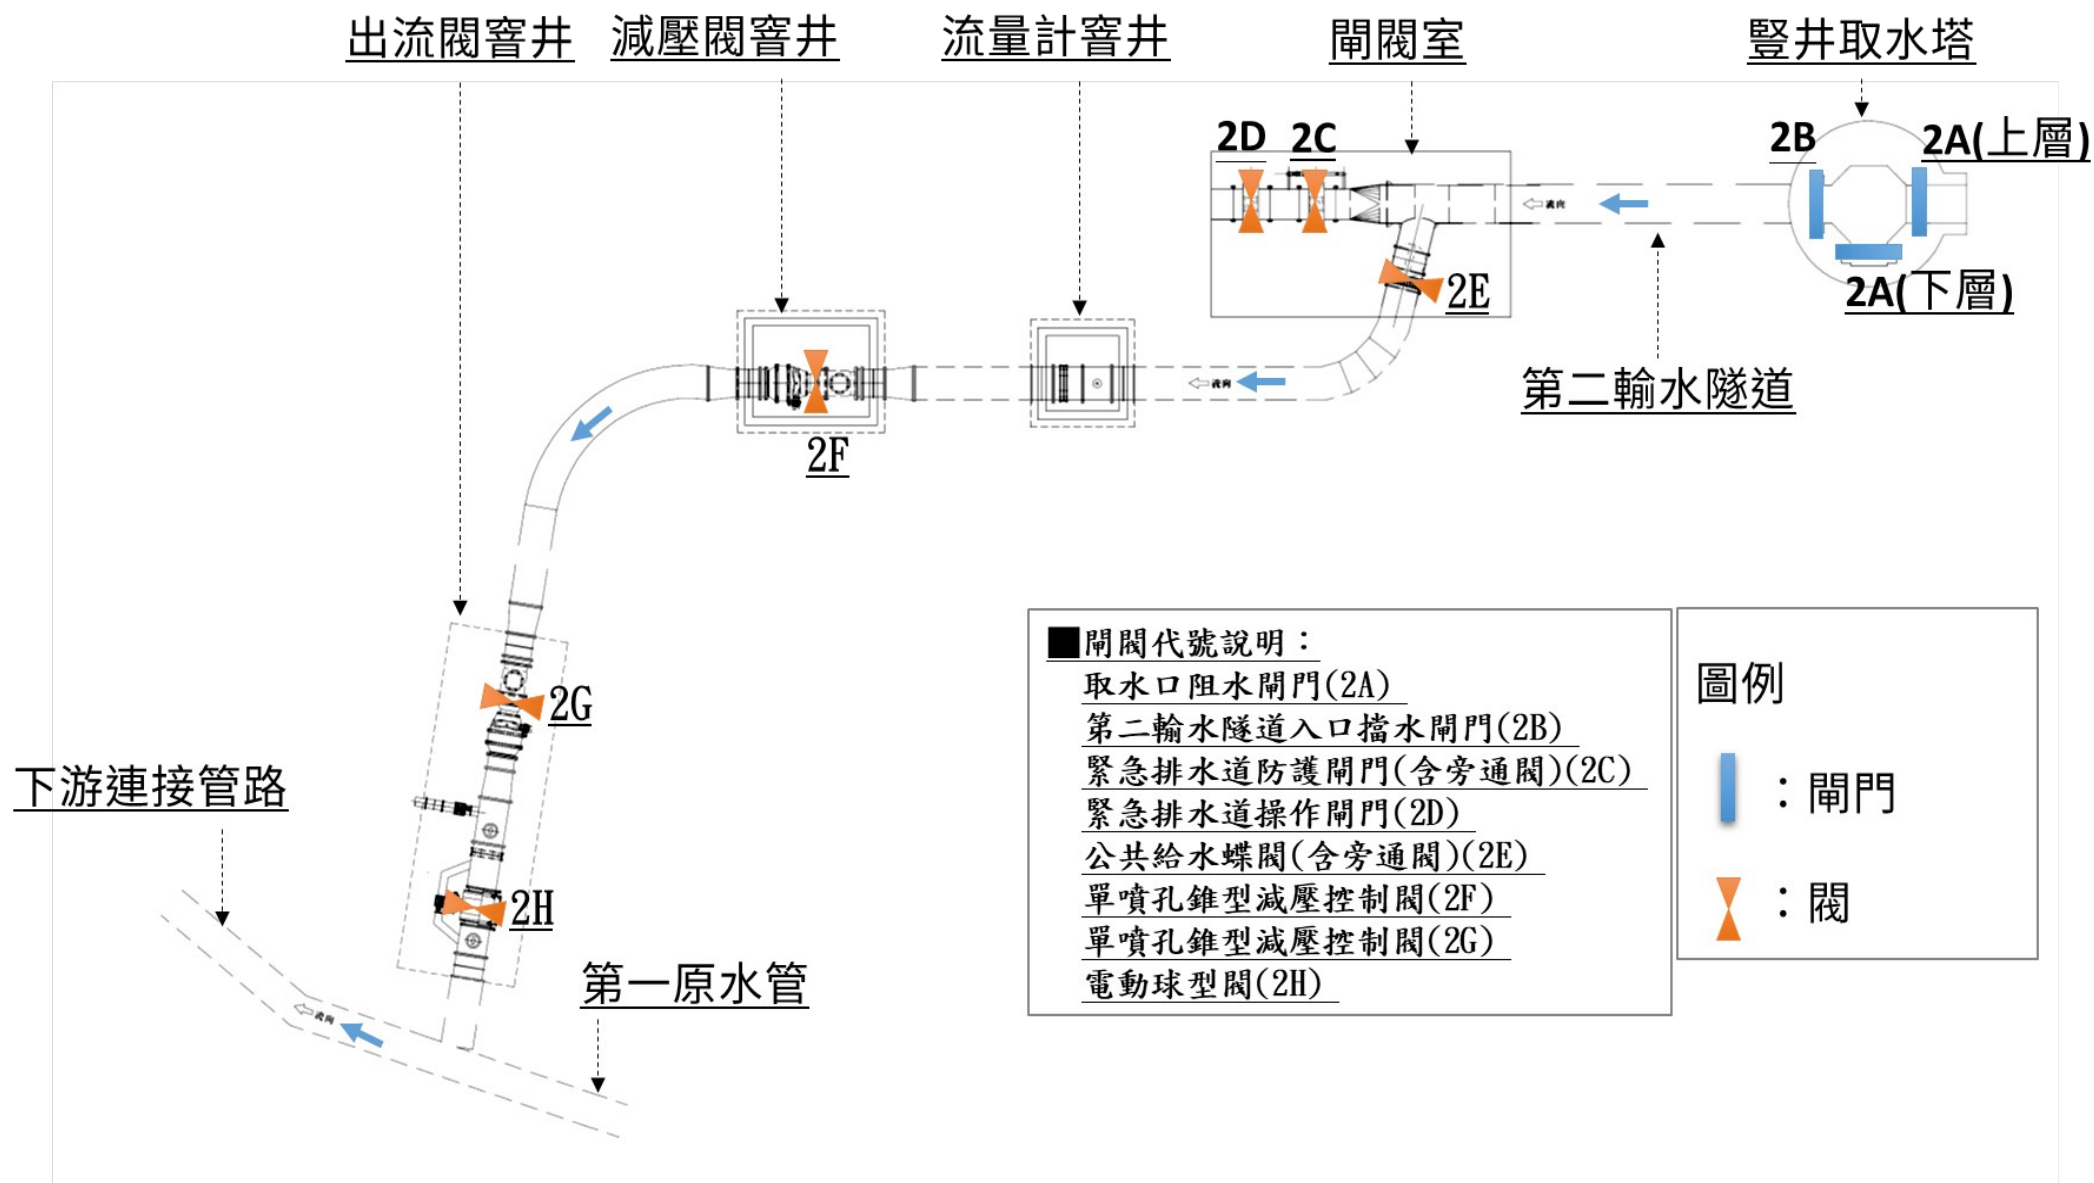 出流閥窨井
減壓閥窨井
流量計窨井
閘閥室
豎井取水塔
2D
2C
2B
2A(上層)
流向
2A(下層)
2E
第二輸水隧道
流向
2F
2G
下游連接管路
2H
第一原水管
流向
■閘閥代號說明：
取水口阻水閘門(2A)
第二輸水隧道入口擋水閘門(2B)
緊急排水道防護閘門(含旁通閥)(2C)
緊急排水道操作閘門(2D)
公共給水蝶閥(含旁通閥)(2E)
單噴孔錐型減壓控制閥(2F)
單噴孔錐型減壓控制閥(2G)
電動球型閥(2H)
圖例
：閘門
：閥